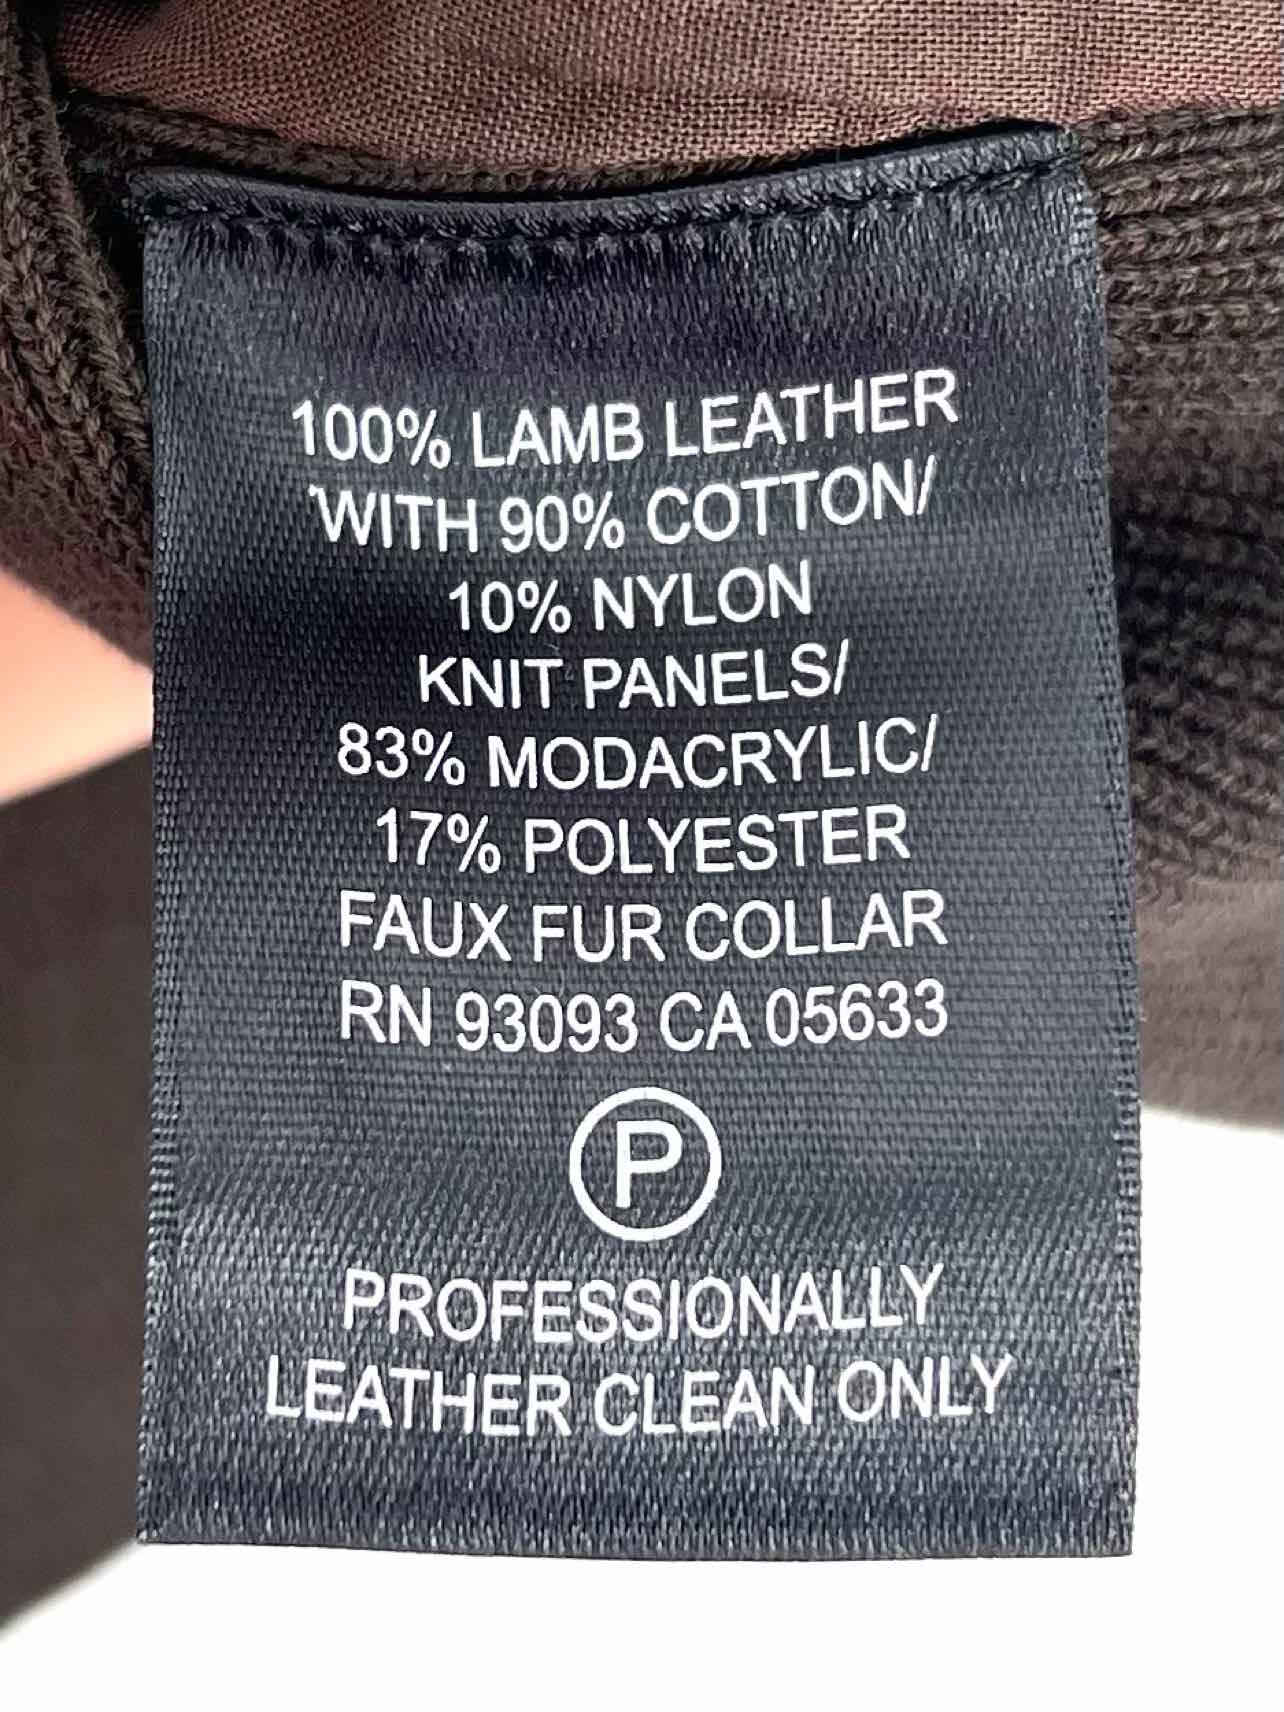 100% LAMB LEATHER
WITH 90% COTTON/
10% NYLON
KNIT PANELS/
83% MODACRYLIC/
17% POLYESTER
FAUX FUR COLLAR
RN 93093 CA 05633
P
PROFESSIONALLY
LEATHER CLEAN ONLY